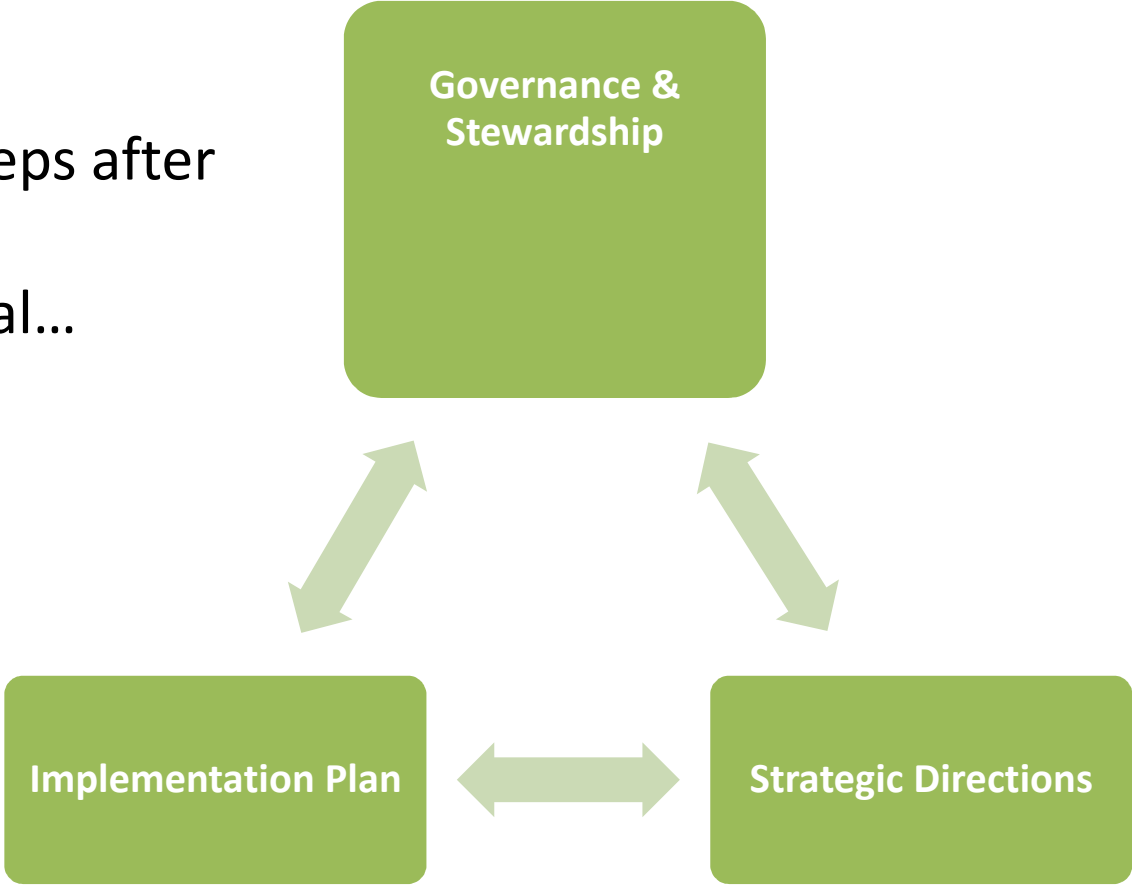 Governance &
Stewardship
eps after
al…
Implementation Plan
Strategic Directions